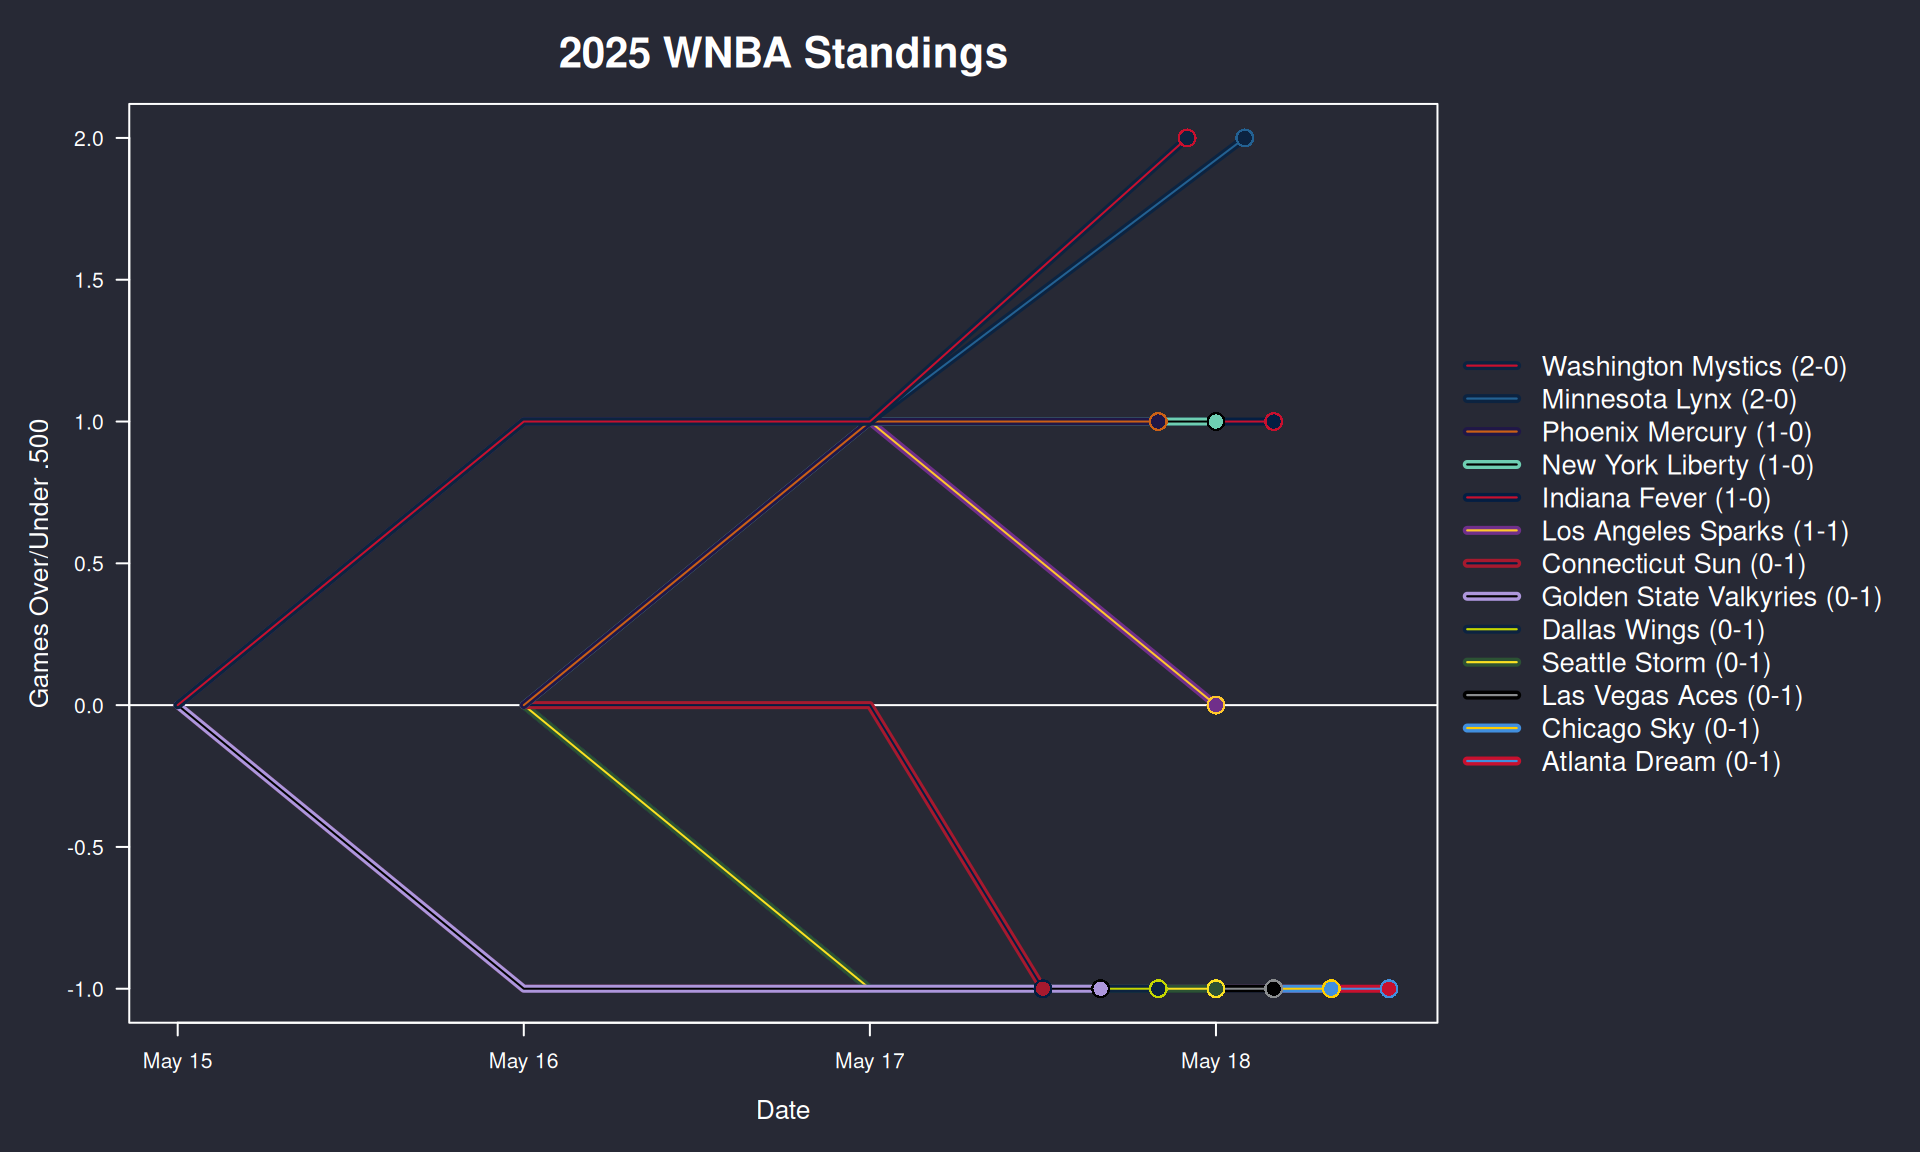 2025 WNBA Standings
2.0
1.5
1.0
0.5
0.0
-0.5
-1.0
Games Over/Under .500
May 15
May 16
May 17
May 18
Date
Washington Mystics (2-0)
Minnesota Lynx (2-0)
Phoenix Mercury (1-0)
New York Liberty (1-0)
Indiana Fever (1-0)
Los Angeles Sparks (1-1)
Connecticut Sun (0-1)
Golden State Valkyries (0-1)
Dallas Wings (0-1)
Seattle Storm (0-1)
Las Vegas Aces (0-1)
Chicago Sky (0-1)
Atlanta Dream (0-1)